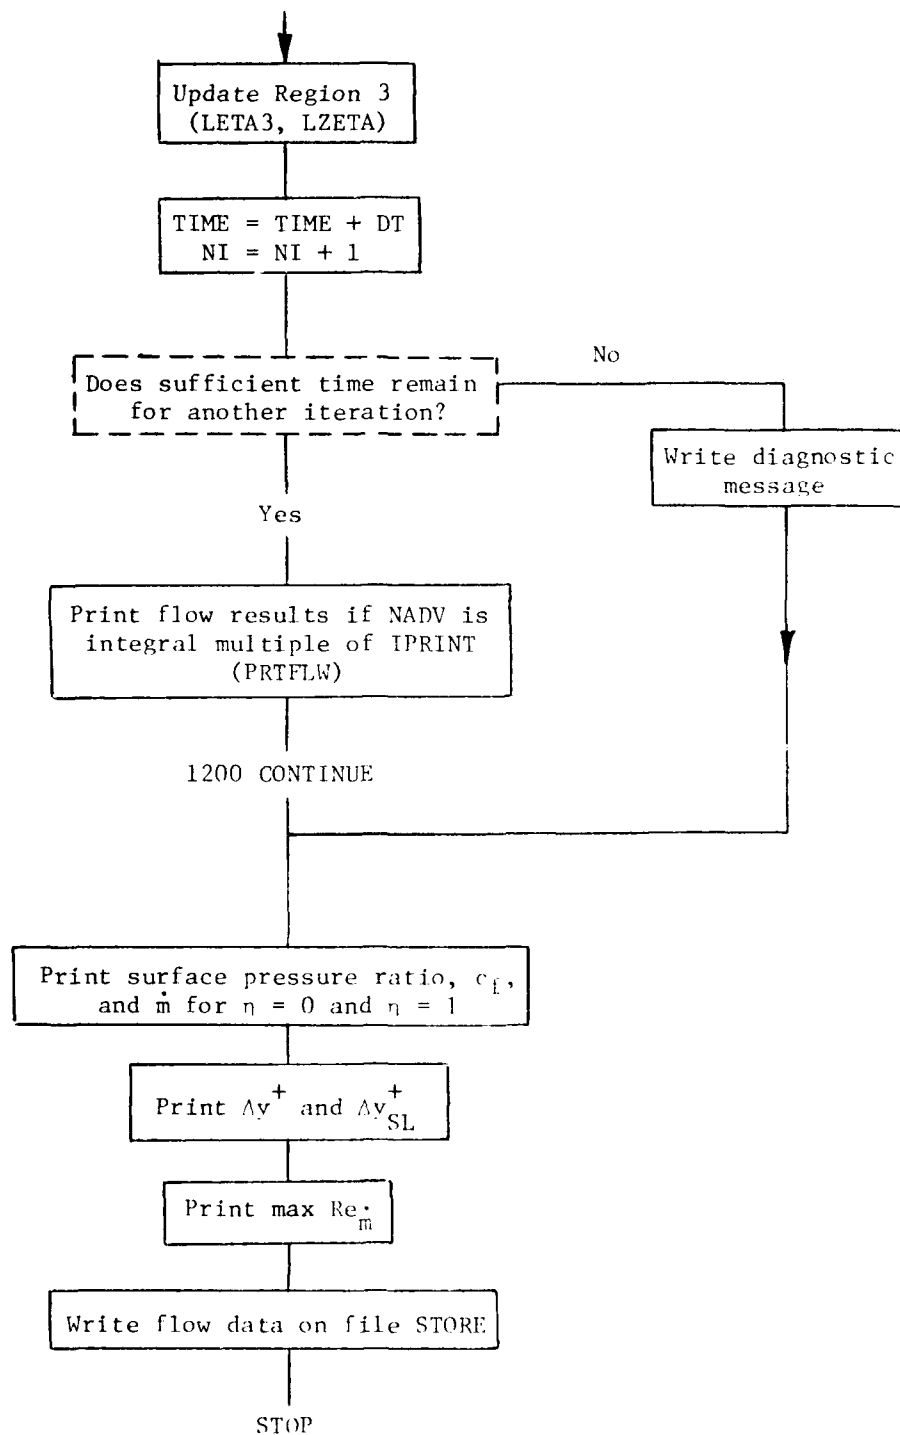 Update Region 3
(LETA3, LZETA)
TIME = TIME + DT
NI = NI + 1
Does sufficient time remain
for another iteration?
No
Write diagnostic
message
Yes
Print flow results if NADV is
integral multiple of IPRINT
(PRTFLW)
1200 CONTINUE
Print surface pressure ratio, c_f,
and ṁ for η = 0 and η = 1
Print Δy^+ and Δy^+_SL
Print max Re_ṁ
Write flow data on file STORE
STOP